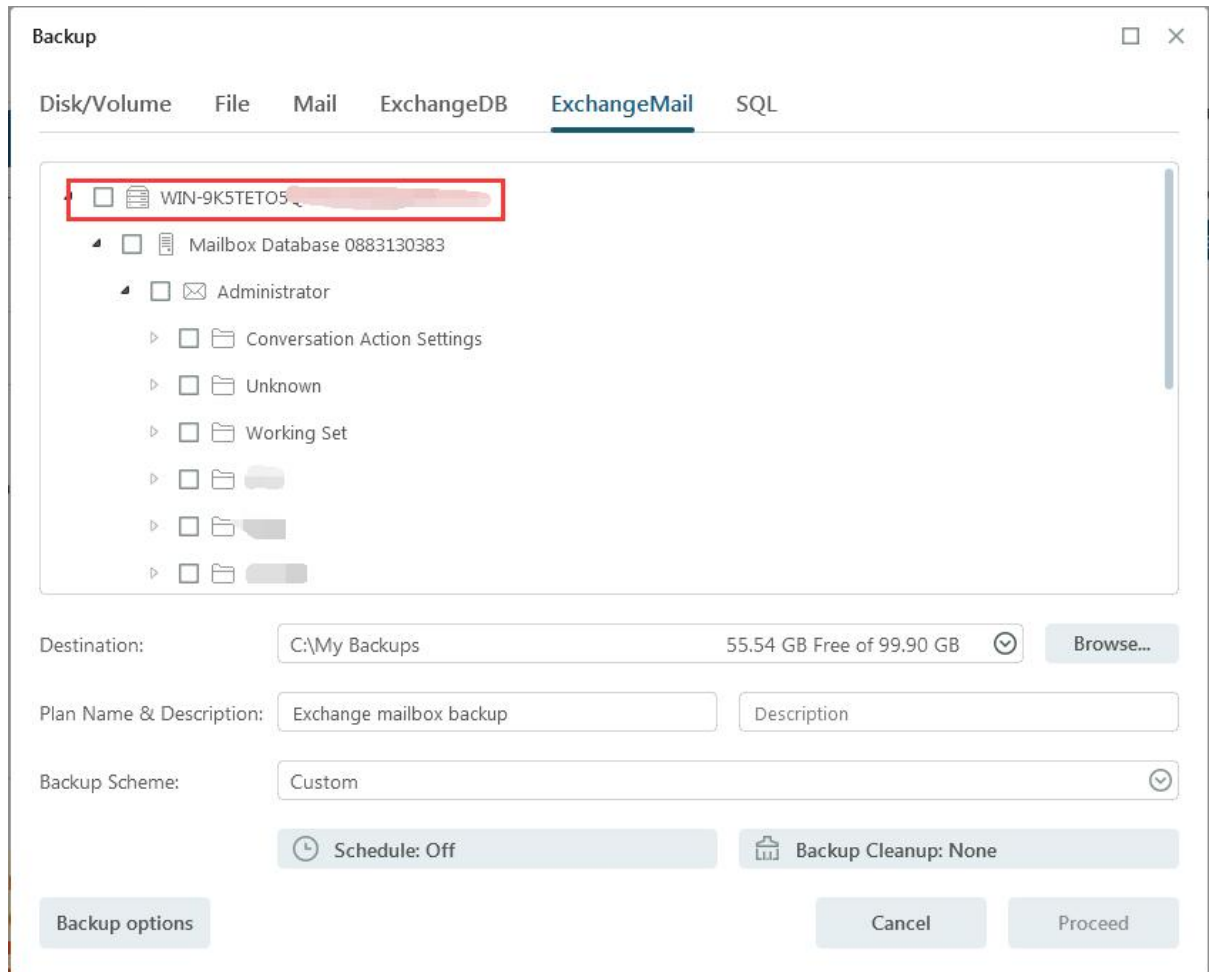 Backup
Disk/Volume File Mail ExchangeDB ExchangeMail SQL
WIN-9K5TETO5
Mailbox Database 0883130383
Administrator
Conversation Action Settings
Unknown
Working Set
Destination: C:\My Backups 55.54 GB Free of 99.90 GB Browse...
Plan Name & Description: Exchange mailbox backup Description
Backup Scheme: Custom
Schedule: Off Backup Cleanup: None
Backup options Cancel Proceed